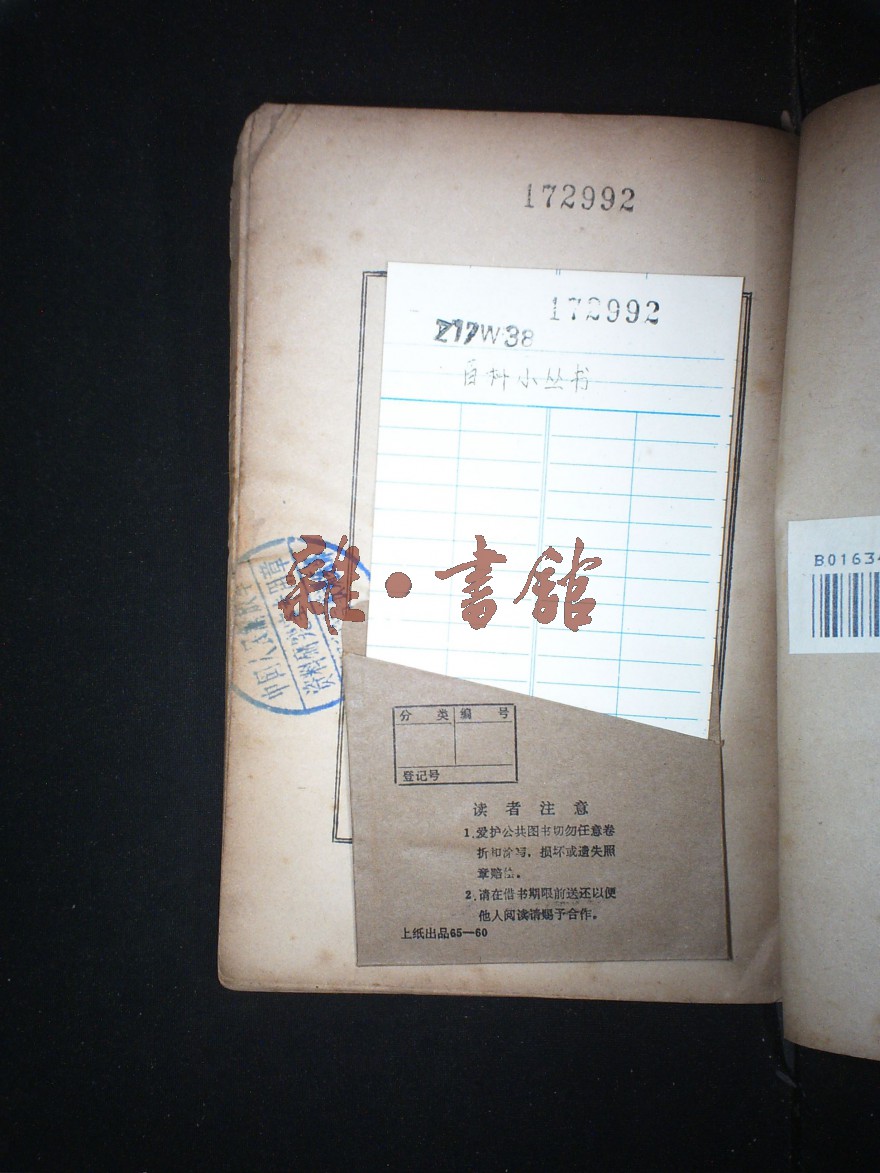 172992
172992
Z17W38
百科小丛书
雜·書館
B0163
分类编号
登记号
读者注意
1.爱护公共图书切勿任意卷
折和涂写，损坏或遗失照
章赔偿。
2.请在借书期限前送还以便
他人阅读请赐予合作。
上纸出品65—60